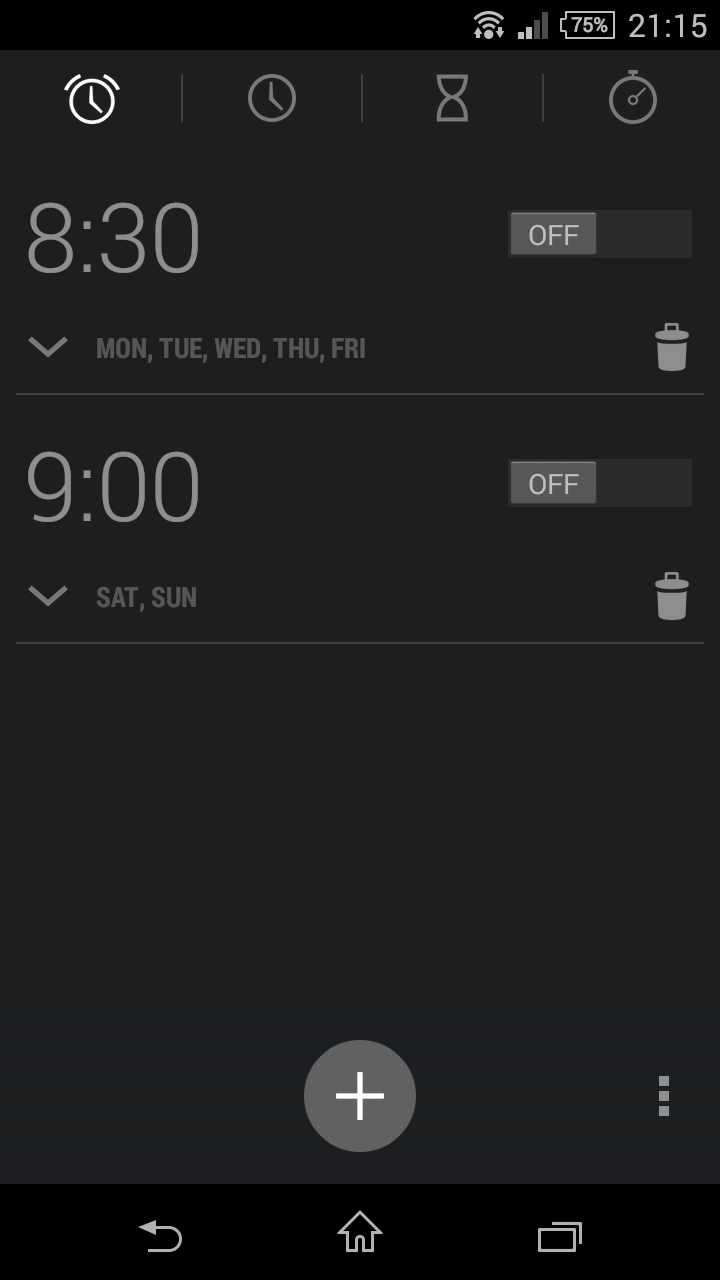 75% 21:15
8:30 OFF
MON, TUE, WED, THU, FRI
9:00 OFF
SAT, SUN